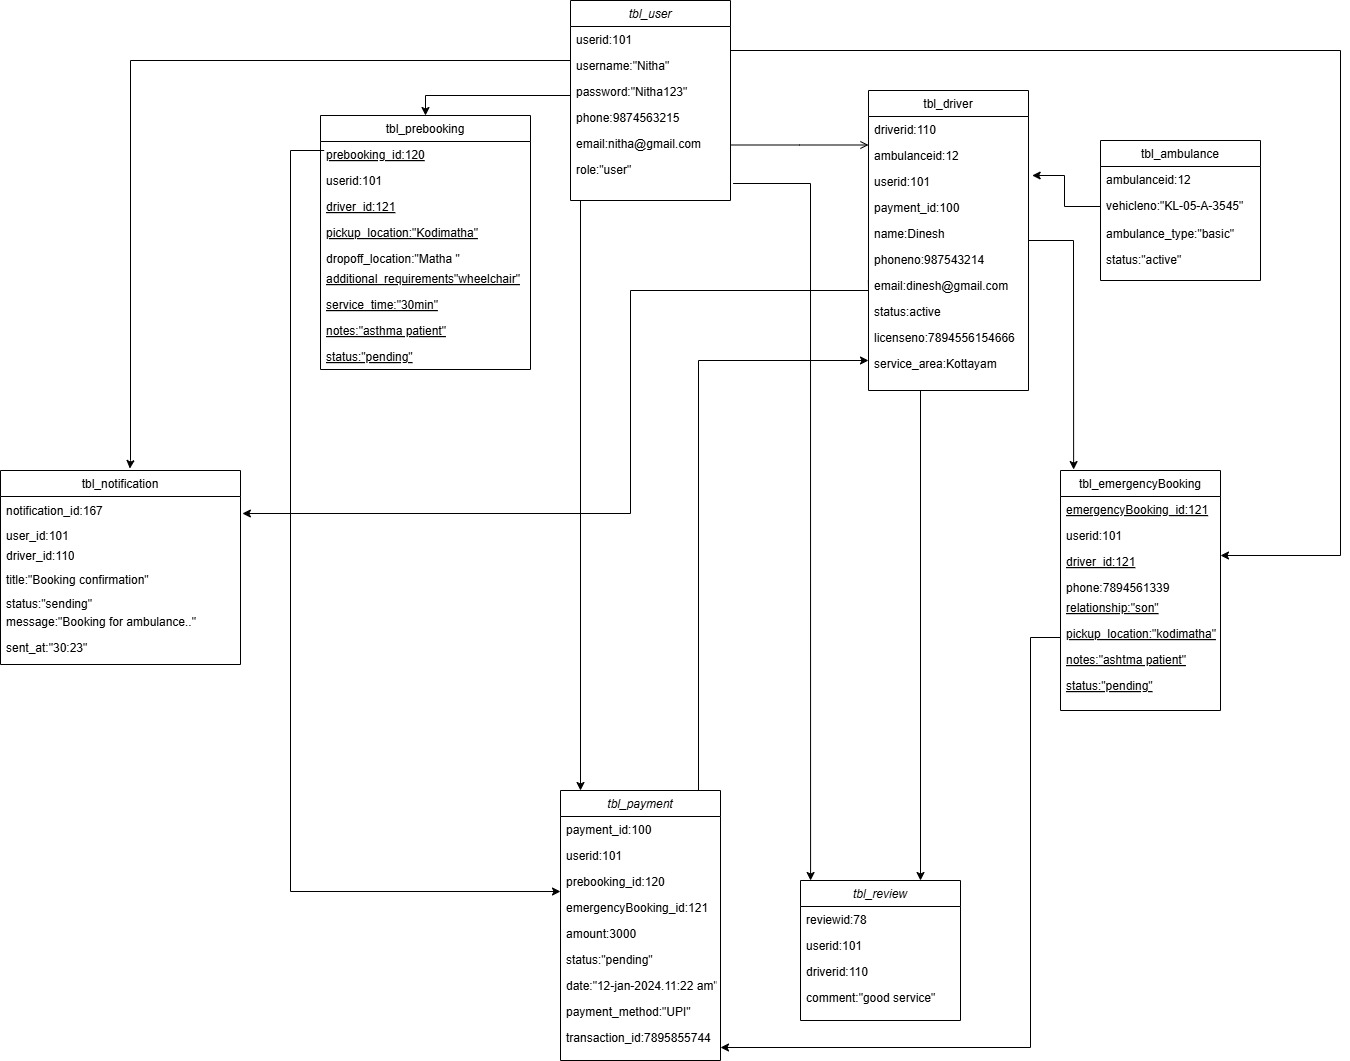 tbl_user
userid:101
username:"Nitha"
password:"Nitha123"
phone:9874563215
email:nitha@gmail.com
role:"user"
tbl_prebooking
prebooking_id:120
userid:101
driver_id:121
pickup_location:"Kodimatha"
dropoff_location:"Matha "
additional_requirements"wheelchair"
service_time:"30min"
notes:"asthma patient"
status:"pending"
tbl_driver
driverid:110
ambulanceid:12
userid:101
payment_id:100
name:Dinesh
phoneno:987543214
email:dinesh@gmail.com
status:active
licenseno:7894556154666
service_area:Kottayam
tbl_ambulance
ambulanceid:12
vehicleno:"KL-05-A-3545"
ambulance_type:"basic"
status:"active"
tbl_notification
notification_id:167
user_id:101
driver_id:110
title:"Booking confirmation"
status:"sending"
message:"Booking for ambulance.."
sent_at:"30:23"
tbl_emergencyBooking
emergencyBooking_id:121
userid:101
driver_id:121
phone:7894561339
relationship:"son"
pickup_location:"kodimatha"
notes:"ashtma patient"
status:"pending"
tbl_payment
payment_id:100
userid:101
prebooking_id:120
emergencyBooking_id:121
amount:3000
status:"pending"
date:"12-jan-2024.11:22 am"
payment_method:"UPI"
transaction_id:7895855744
tbl_review
reviewid:78
userid:101
driverid:110
comment:"good service"